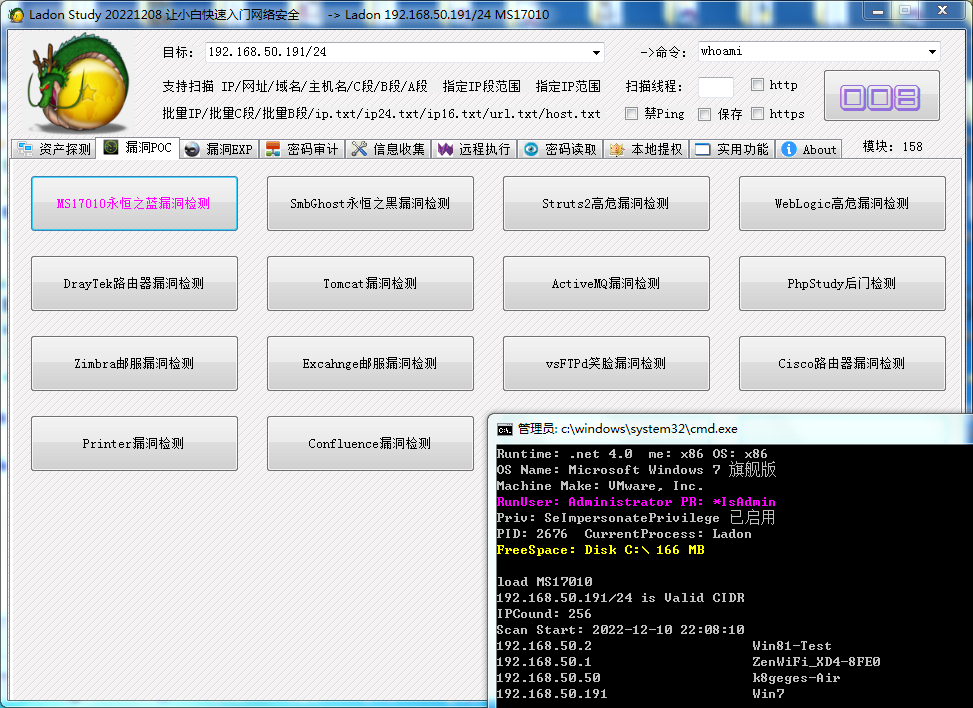 Ladon Study 20221208 让小白快速入门网络安全 -> Ladon 192.168.50.191/24 MS17010
目标: 192.168.50.191/24 ->命令: whoami
支持扫描 IP/网址/域名/主机名/C段/B段/A段 指定IP段范围 指定IP范围 扫描线程: http
批量IP/批量C段/批量B段/ip.txt/ip24.txt/ip16.txt/url.txt/host.txt 禁Ping 保存 https
资产探测 漏洞POC 漏洞EXP 密码审计 信息收集 远程执行 密码读取 本地提权 实用功能 About 模块: 158
MS17010永恒之蓝漏洞检测 SmbGhost永恒之黑漏洞检测 Struts2高危漏洞检测 WebLogic高危漏洞检测
DrayTek路由器漏洞检测 Tomcat漏洞检测 ActiveMQ漏洞检测 PhpStudy后门检测
Zimbra邮服漏洞检测 Excahnge邮服漏洞检测 vsFTPd笑脸漏洞检测 Cisco路由器漏洞检测
Printer漏洞检测 Confluence漏洞检测
管理员: c:\windows\system32\cmd.exe
Runtime: .net 4.0 me: x86 OS: x86
OS Name: Microsoft Windows 7 旗舰版
Machine Make: VMware, Inc.
RunUser: Administrator PR: *IsAdmin
Priv: SeImpersonatePrivilege 已启用
PID: 2676 CurrentProcess: Ladon
FreeSpace: Disk C:\ 166 MB
load MS17010
192.168.50.191/24 is Valid CIDR
IPCound: 256
Scan Start: 2022-12-10 22:08:10
192.168.50.2 Win81-Test
192.168.50.1 ZenWiFi_XD4-8FE0
192.168.50.50 k8geges-Air
192.168.50.191 Win7